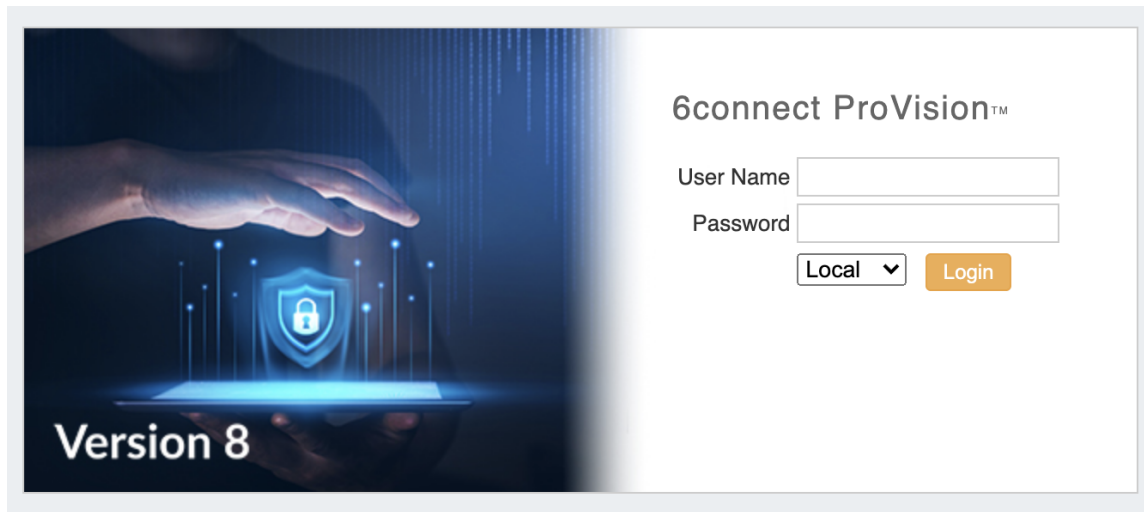 6connect ProVision™
User Name
Password
Local
Login
Version 8